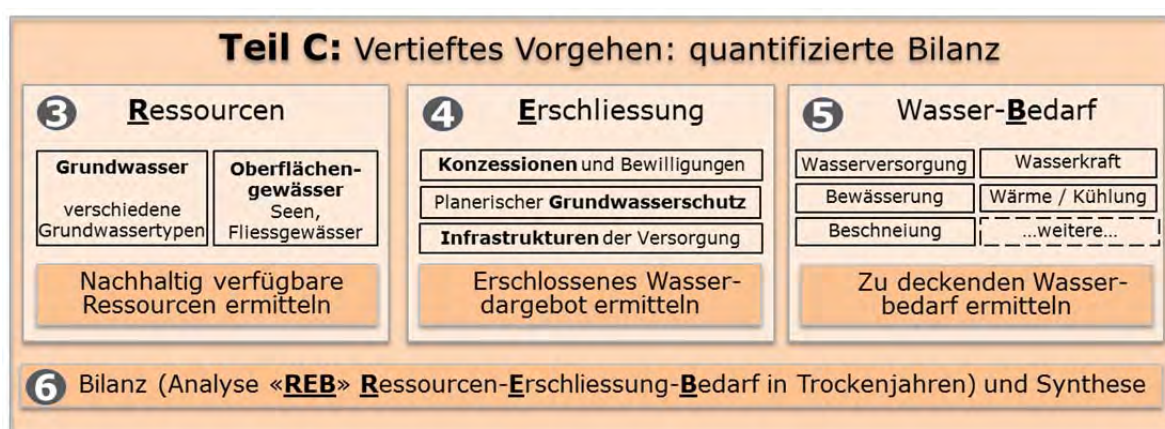 Teil C: Vertieftes Vorgehen: quantifizierte Bilanz
3 Ressourcen
Grundwasser
verschiedene
Grundwassertypen
Oberflächen-
gewässer
Seen,
Fliessgewässer
Nachhaltig verfügbare
Ressourcen ermitteln
4 Erschliessung
Konzessionen und Bewilligungen
Planerischer Grundwasserschutz
Infrastrukturen der Versorgung
Erschlossenes Wasser-
dargebot ermitteln
5 Wasser-Bedarf
Wasserversorgung
Wasserkraft
Bewässerung
Wärme / Kühlung
Beschneiung
...weitere...
Zu deckenden Wasser-
bedarf ermitteln
6 Bilanz (Analyse «REB» Ressourcen-Erschliessung-Bedarf in Trockenjahren) und Synthese